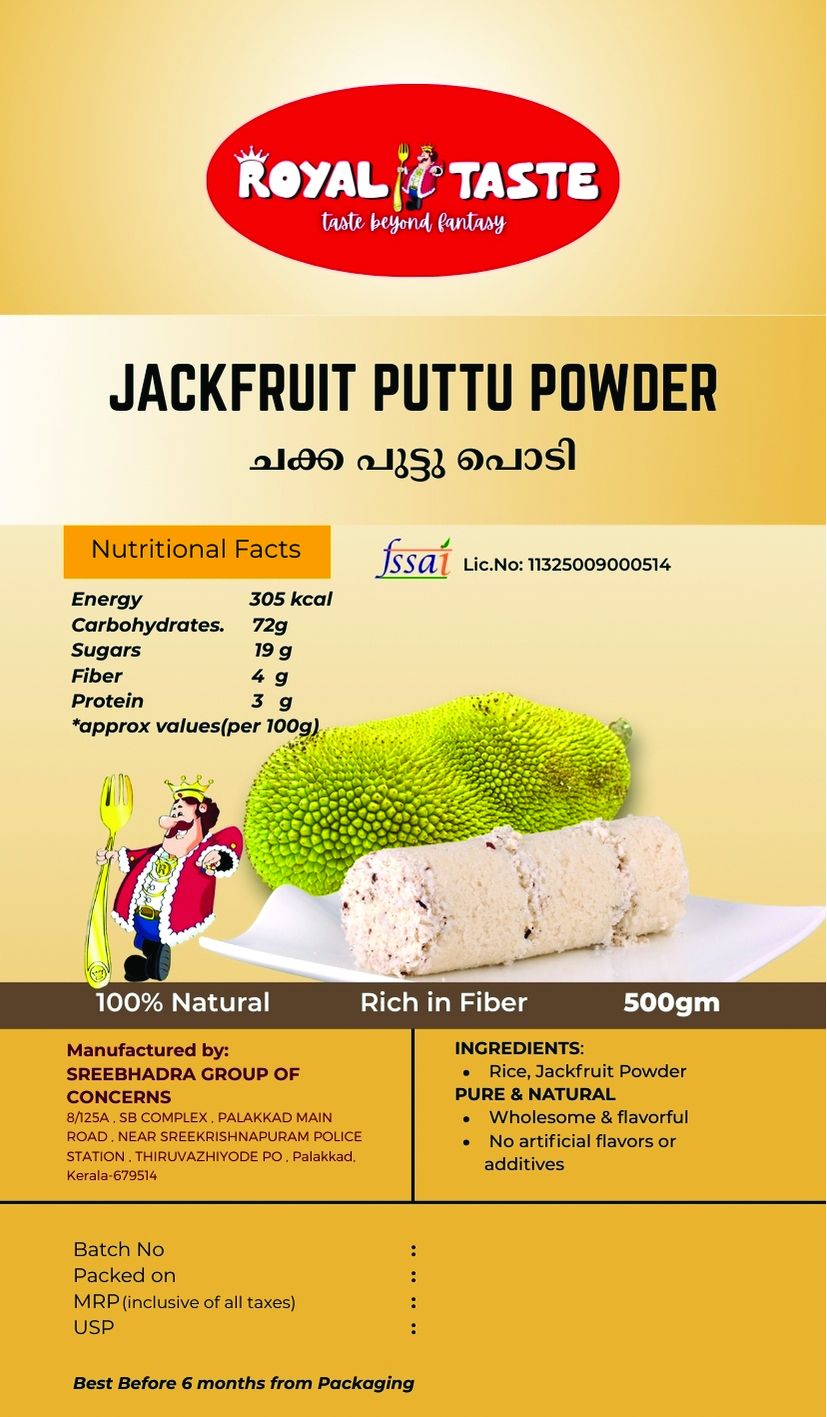 ROYAL TASTE
taste beyond fantasy
JACKFRUIT PUTTU POWDER
ചക്ക പുട്ടു പൊടി
Nutritional Facts
fssai Lic.No: 11325009000514
Energy 305 kcal
Carbohydrates. 72g
Sugars 19 g
Fiber 4 g
Protein 3 g
*approx values(per 100g)
100% Natural Rich in Fiber 500gm
Manufactured by:
SREEBHADRA GROUP OF
CONCERNS
8/125A , SB COMPLEX , PALAKKAD MAIN
ROAD , NEAR SREEKRISHNAPURAM POLICE
STATION , THIRUVAZHIYODE PO , Palakkad,
Kerala-679514
INGREDIENTS:
• Rice, Jackfruit Powder
PURE & NATURAL
• Wholesome & flavorful
• No artificial flavors or
additives
Batch No :
Packed on :
MRP(inclusive of all taxes) :
USP :
Best Before 6 months from Packaging